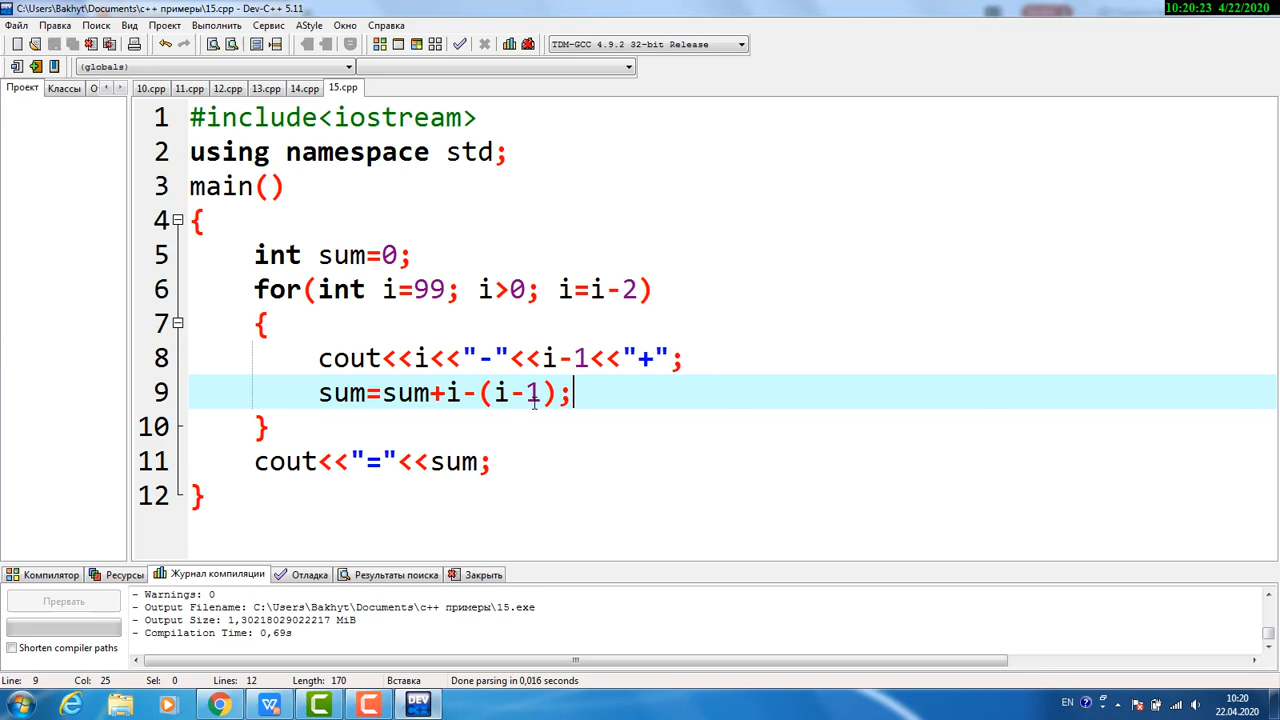 C:\Users\Bakhyt\Documents\c++ примеры\15.cpp - Dev-C++ 5.11
10:20:23 4/22/2020
Файл Правка Поиск Вид Проект Выполнить Сервис AStyle Окно Справка
TDM-GCC 4.9.2 32-bit Release
(globals)
Проект Классы О 10.cpp 11.cpp 12.cpp 13.cpp 14.cpp 15.cpp
1 #include<iostream>
2 using namespace std;
3 main()
4 {
5 int sum=0;
6 for(int i=99; i>0; i=i-2)
7 {
8 cout<<i<<"-"<<i-1<<"+";
9 sum=sum+i-(i-1);
10 }
11 cout<<"="<<sum;
12 }
Компилятор Ресурсы Журнал компиляции Отладка Результаты поиска Закрыть
Прервать
Shorten compiler paths
- Warnings: 0
- Output Filename: C:\Users\Bakhyt\Documents\c++ примеры\15.exe
- Output Size: 1,30218029022217 MiB
- Compilation Time: 0,69s
Line: 9 Col: 25 Sel: 0 Lines: 12 Length: 170 Вставка Done parsing in 0,016 seconds
DEV
EN 10:20
22.04.2020